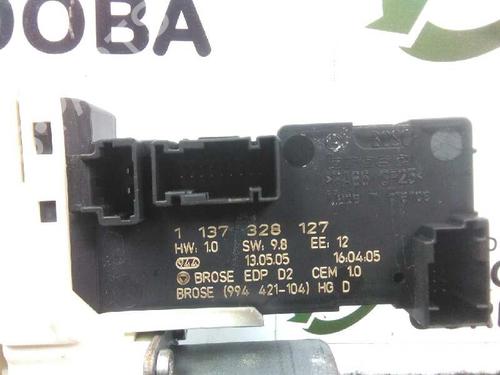 DOBA
1 137 328 127
HW: 1.0 SW: 9.8 EE: 12
13.05.05 16:04:05
BROSE EDP D2 CEM 1.0
BROSE (994 421-104) HG D